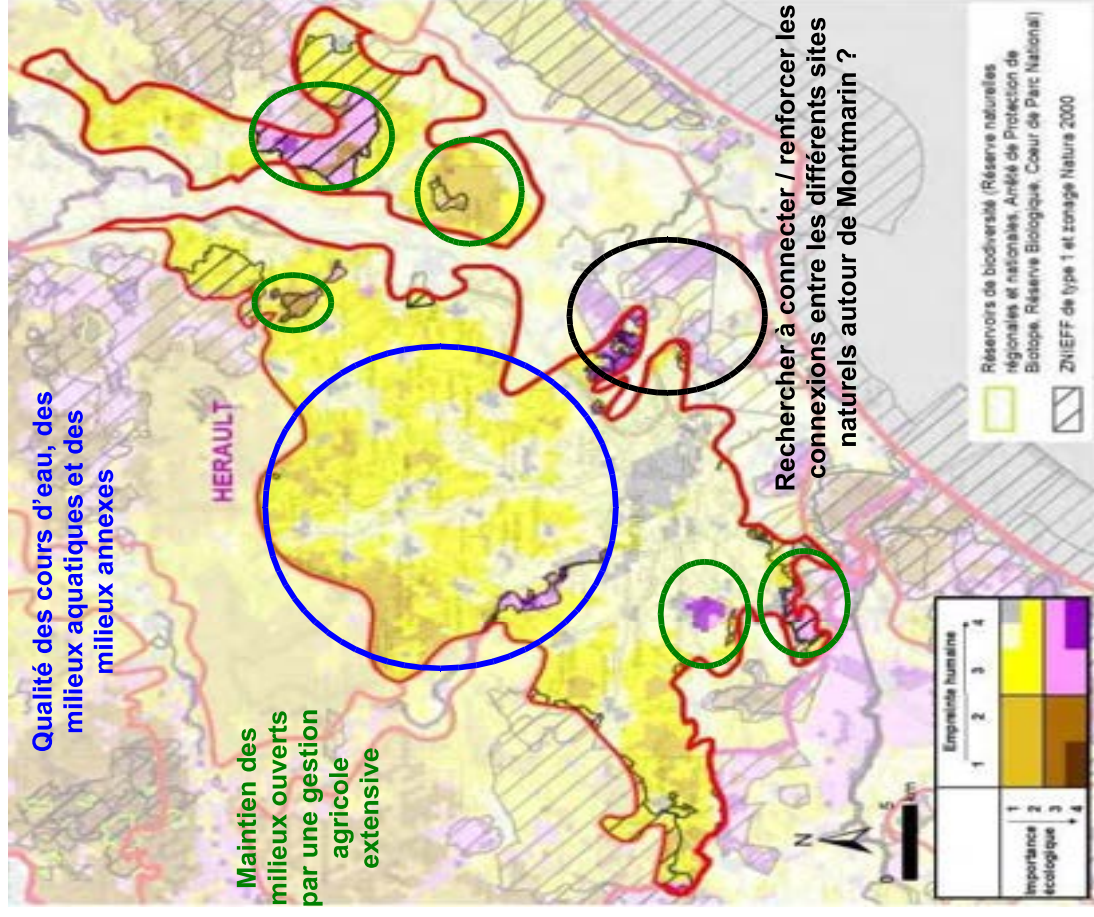 Qualité des cours d'eau, des
milieux aquatiques et des
milieux annexes
HERAULT
Maintien des
milieux ouverts
par une gestion
agricole
extensive
Rechercher à connecter / renforcer les
connexions entre les différents sites
naturels autour de Montmarin ?
Réservoirs de biodiversité (Réserve naturelles
régionales et nationales, Arrêté de Protection de
Biotope, Réserve Biologique, Coeur de Parc National)
ZNIEFF de type 1 et zonage Natura 2000
N
0 5
km
Empreinte humaine
1 2 3 4
Importance
écologique
1
2
3
4